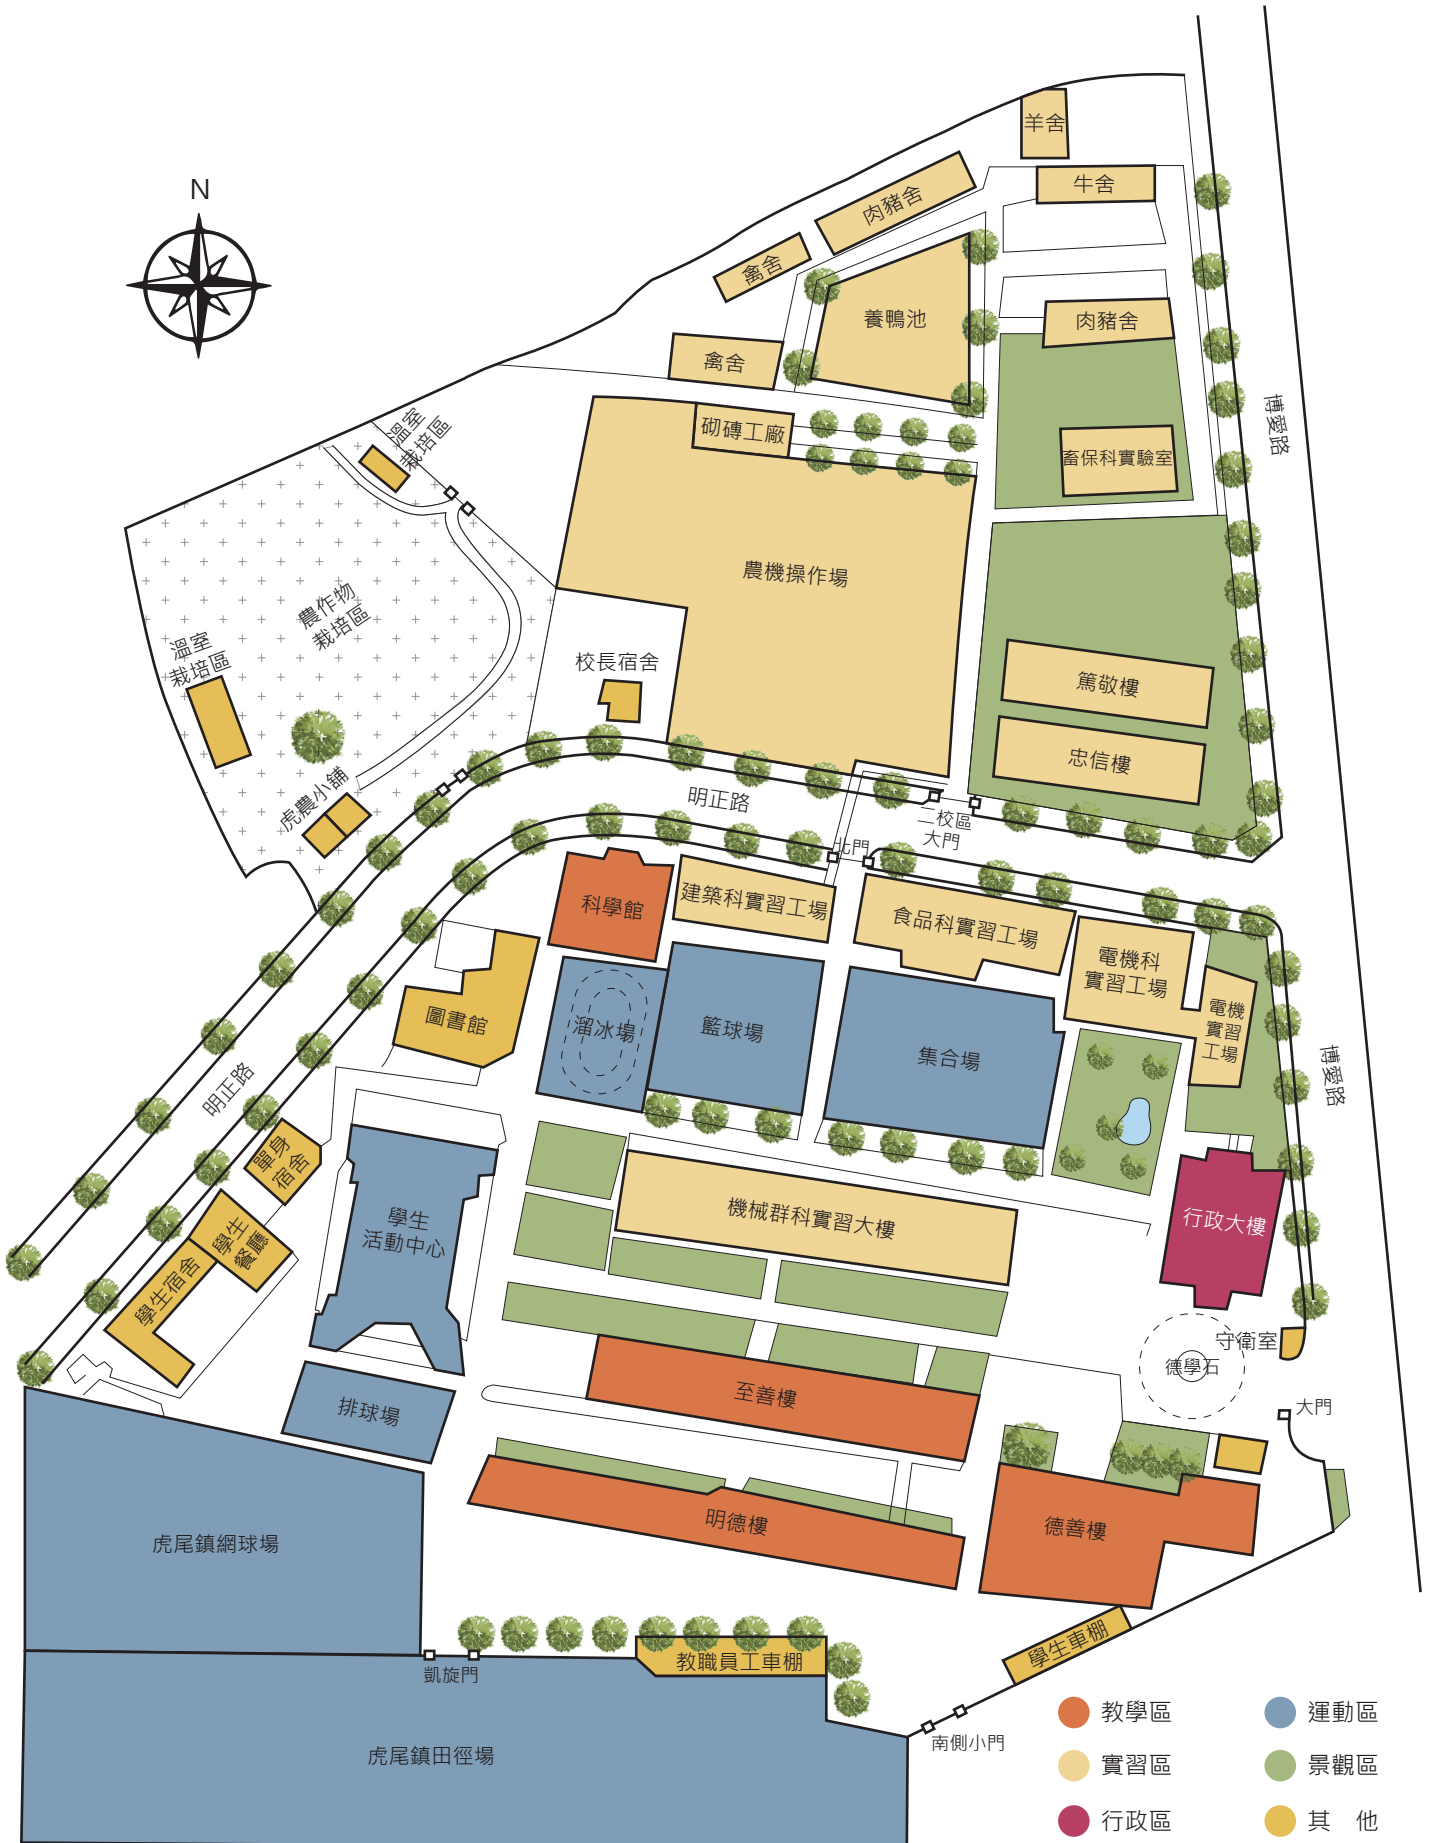 N
羊舍
牛舍
肉豬舍
禽舍
養鴨池
肉豬舍
禽舍
砌磚工廠
博愛路
溫室
栽培區
畜保科實驗室
農機操作場
農作物
栽培區
溫室
栽培區
校長宿舍
篤敬樓
忠信樓
虎農小舖
明正路
二校區
大門
北門
科學館
建築科實習工場
食品科實習工場
電機科
實習工場
電機
實習
工場
圖書館
溜冰場
籃球場
集合場
明正路
博愛路
單身
宿舍
學生
活動中心
機械群科實習大樓
行政大樓
學生
餐廳
學生宿舍
守衛室
德學石
大門
至善樓
排球場
明德樓
德善樓
虎尾鎮網球場
學生車棚
教職員工車棚
凱旋門
南側小門
虎尾鎮田徑場
教學區
運動區
實習區
景觀區
行政區
其　他